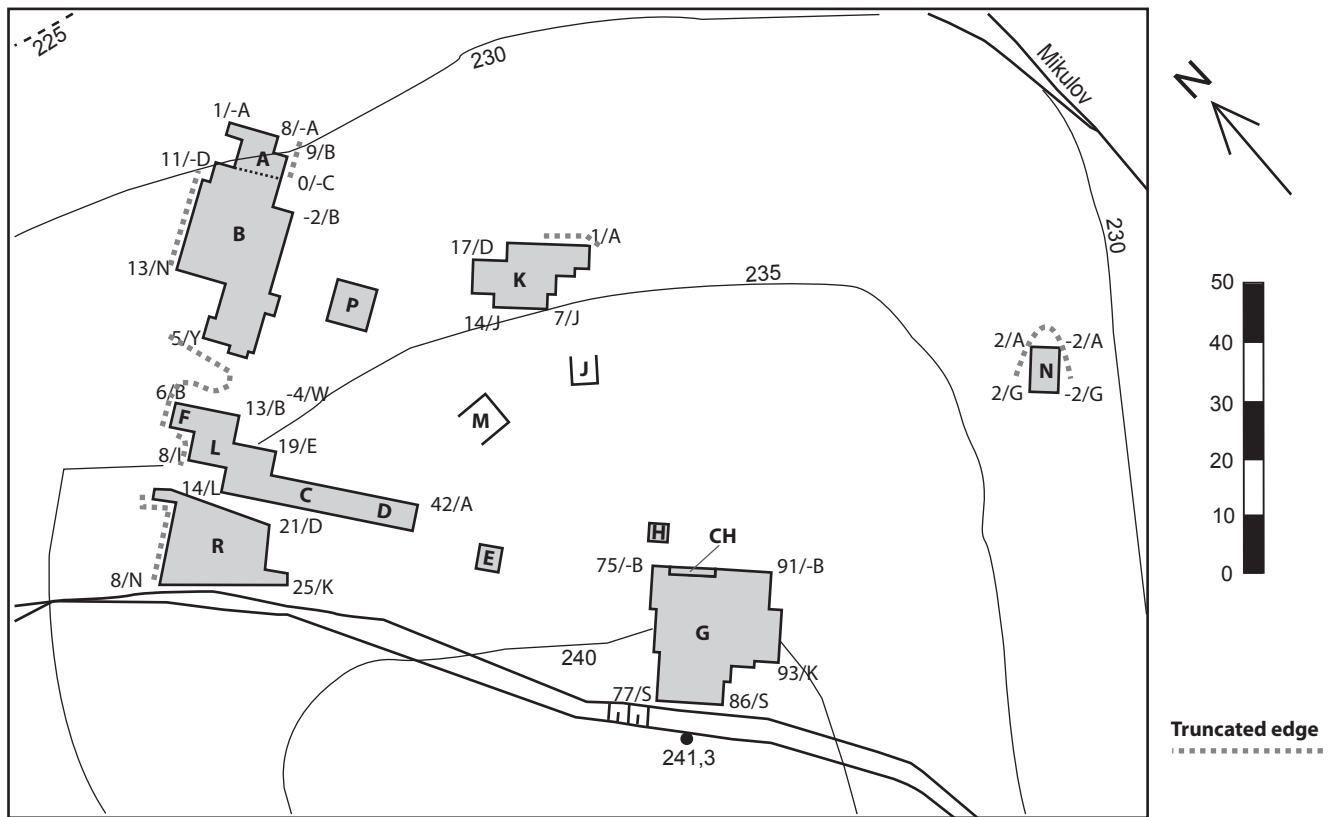 225
230
Mikulov
N
1/-A
8/-A
11/-D
A
9/B
0/-C
B
-2/B
17/D
1/A
230
13/N
K
235
50
P
14/J
7/J
5/Y
2/A
-2/A
40
J
N
6/B
-4/W
2/G
-2/G
F
13/B
M
30
L
19/E
8/I
20
14/L
C
D
42/A
10
21/D
H
CH
R
E
75/-B
91/-B
0
8/N
25/K
G
240
93/K
77/S
86/S
I
I
241,3
Truncated edge